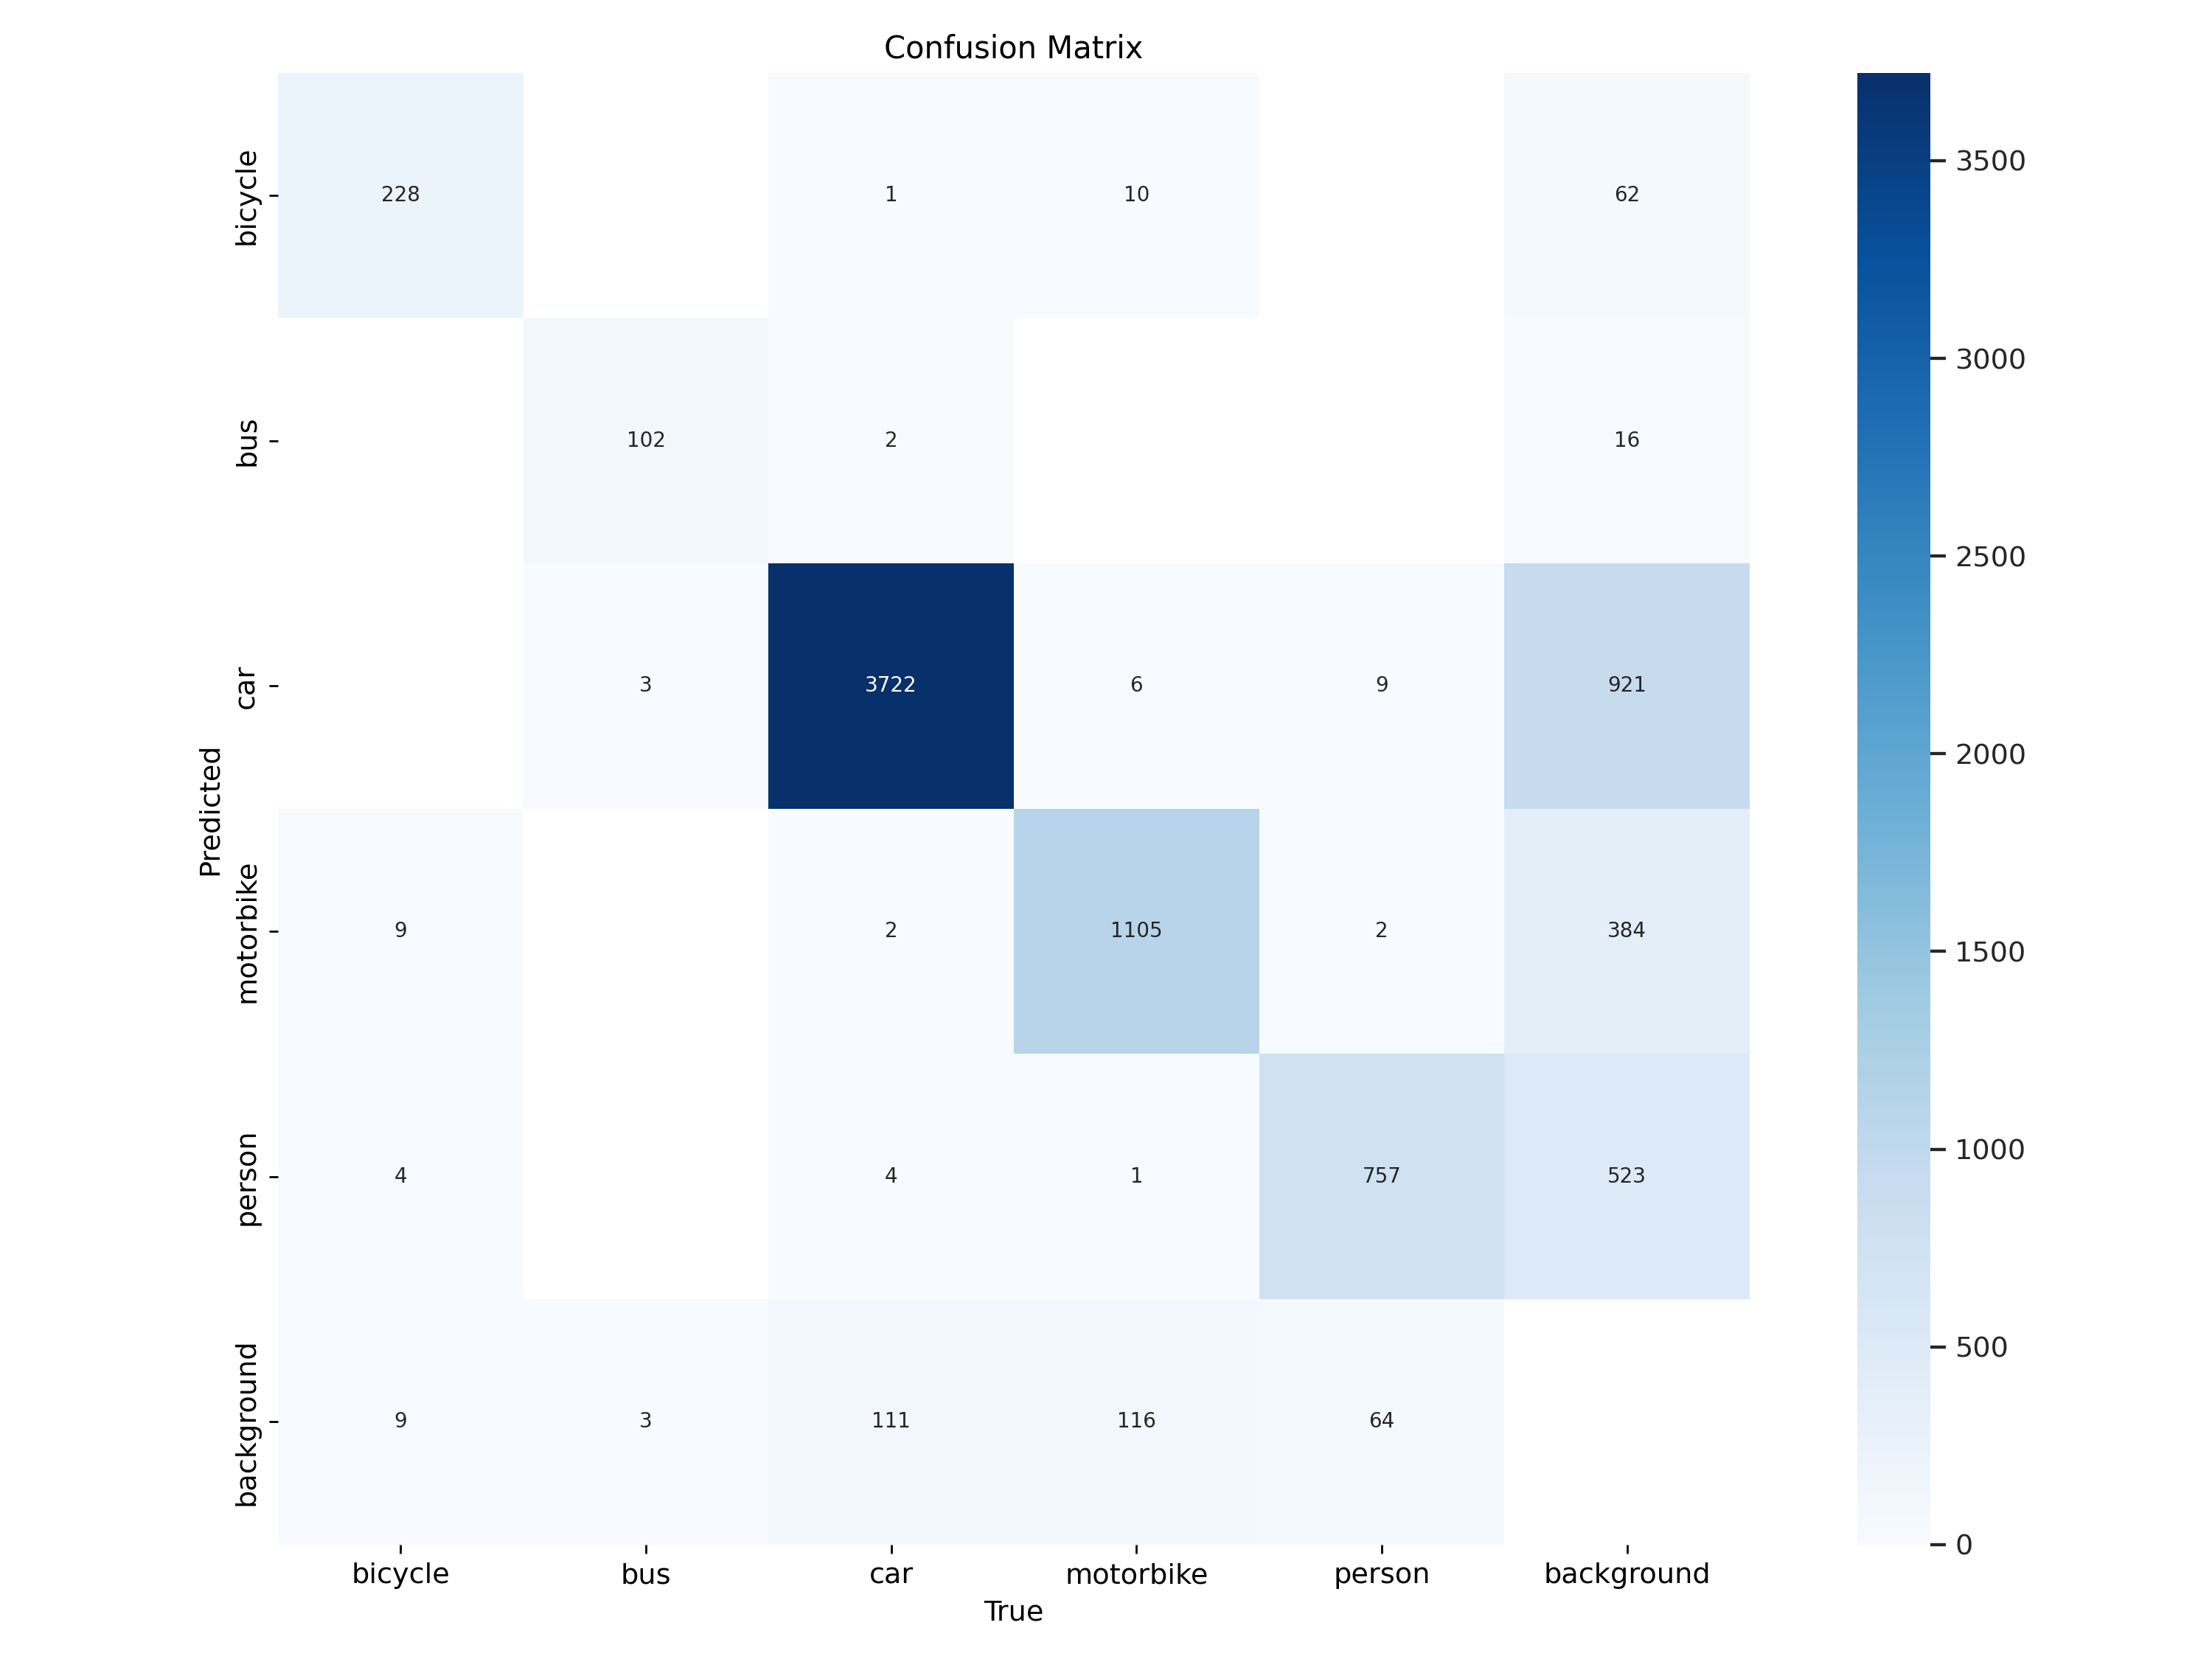 Confusion Matrix
bicycle
228 1 10 62
bus
102 2 16
car
3 3722 6 9 921
motorbike
9 2 1105 2 384
person
4 4 1 757 523
background
9 3 111 116 64
Predicted
bicycle bus car motorbike person background
True
3500
3000
2500
2000
1500
1000
500
0